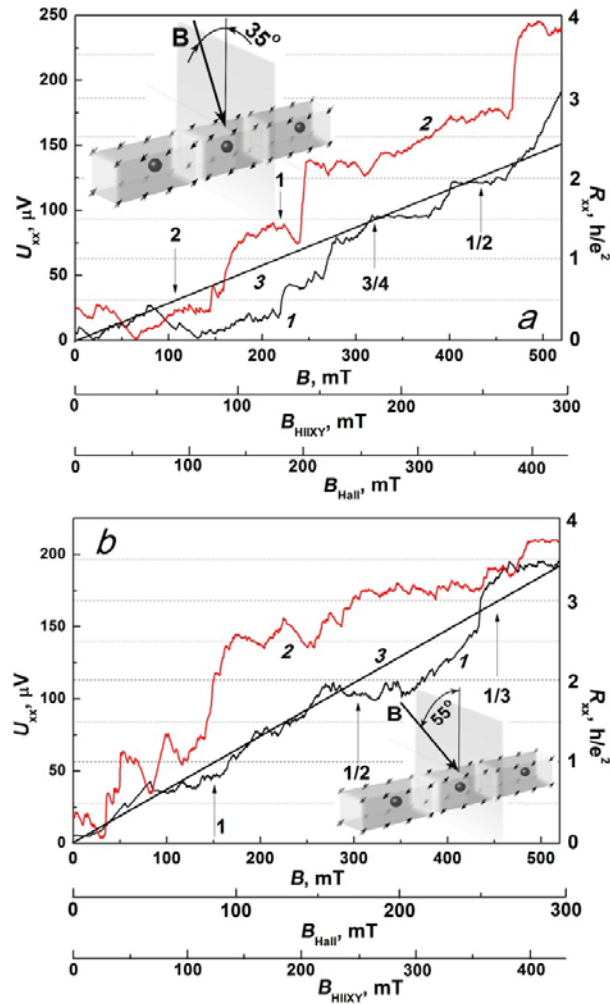 250
200
150
100
50
0
U_xx, μV
4
3
2
1
0
R_xx, h/e²
B
35°
2
1
2
3
1
3/4
1/2
a
0 100 200 300 400 500
B, mT
0 100 200 300
B_HIIXY, mT
0 100 200 300 400
B_Hall, mT
b
200
150
100
50
0
U_xx, μV
4
3
2
1
0
R_xx, h/e²
2
3
1
1
1/2
1/3
B
55°
0 100 200 300 400 500
B, mT
0 100 200 300
B_Hall, mT
0 100 200 300 400
B_HIIXY, mT